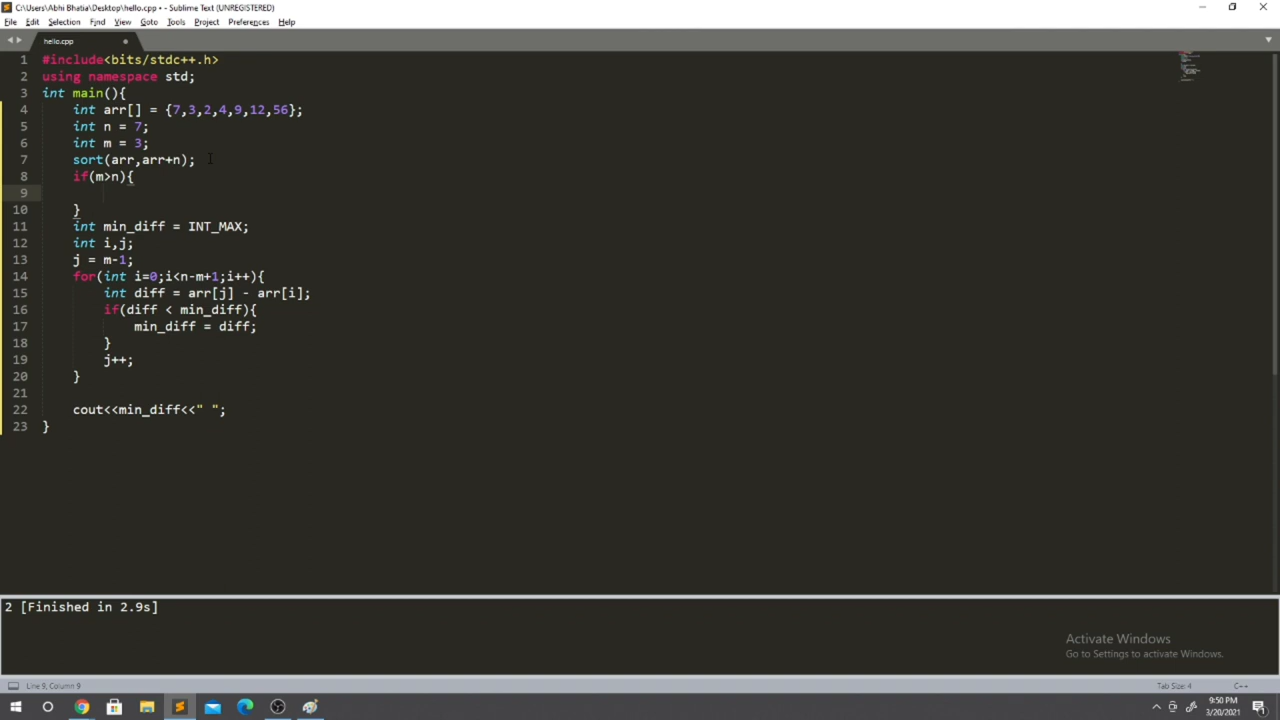 C:\Users\Abhi Bhatia\Desktop\hello.cpp • - Sublime Text (UNREGISTERED)
File Edit Selection Find View Goto Tools Project Preferences Help
hello.cpp
1 #include<bits/stdc++.h>
2 using namespace std;
3 int main(){
4 int arr[] = {7,3,2,4,9,12,56};
5 int n = 7;
6 int m = 3;
7 sort(arr,arr+n);
8 if(m>n){
9
10 }
11 int min_diff = INT_MAX;
12 int i,j;
13 j = m-1;
14 for(int i=0;i<n-m+1;i++){
15 int diff = arr[j] - arr[i];
16 if(diff < min_diff){
17 min_diff = diff;
18 }
19 j++;
20 }
21
22 cout<<min_diff<<" ";
23 }
2 [Finished in 2.9s]
Activate Windows
Go to Settings to activate Windows.
Line 9, Column 9
Tab Size: 4
C++
9:50 PM
3/20/2021